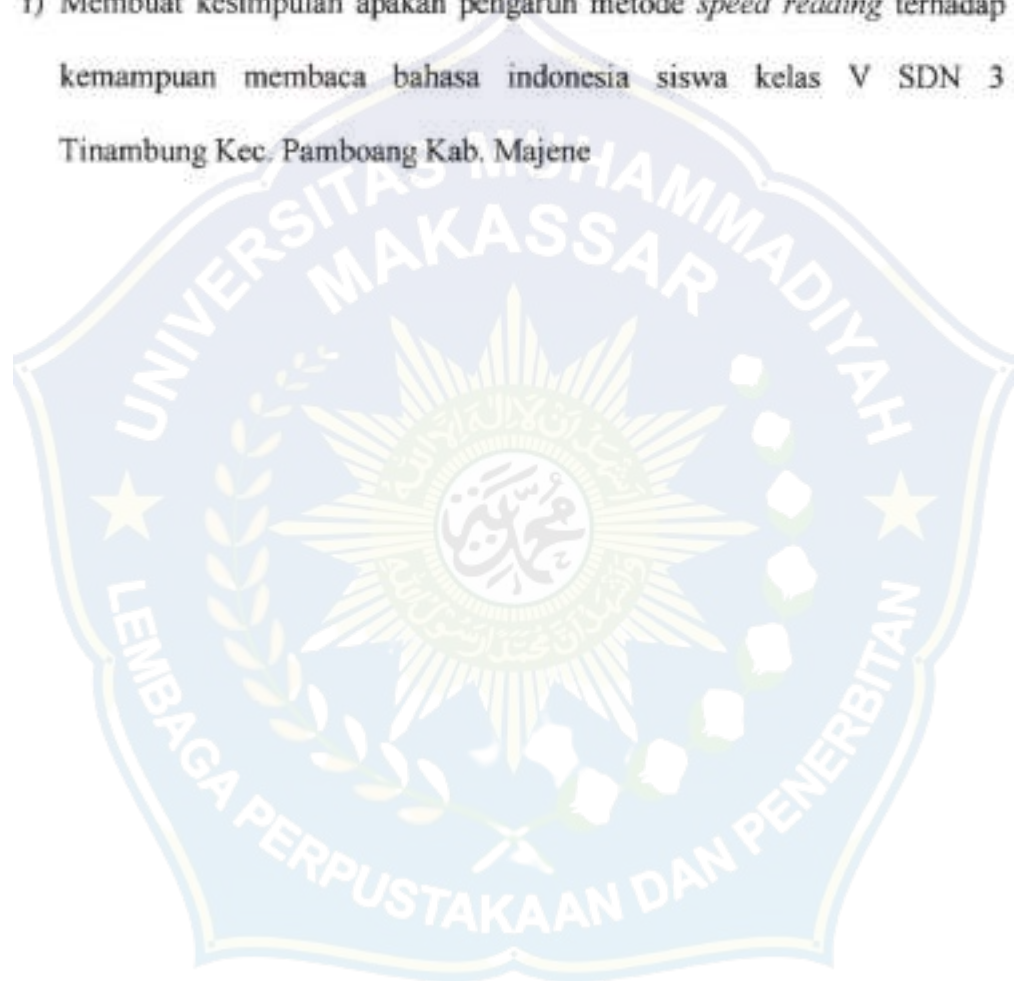 f) Membuat kesimpulan apakah pengaruh metode speed reading terhadap
kemampuan membaca bahasa indonesia siswa kelas V SDN 3
Tinambung Kec. Pamboang Kab. Majene
UNIVERSITAS MUHAMMADIYAH
MAKASSAR
LEMBAGA PERPUSTAKAAN DAN PENERBITAN